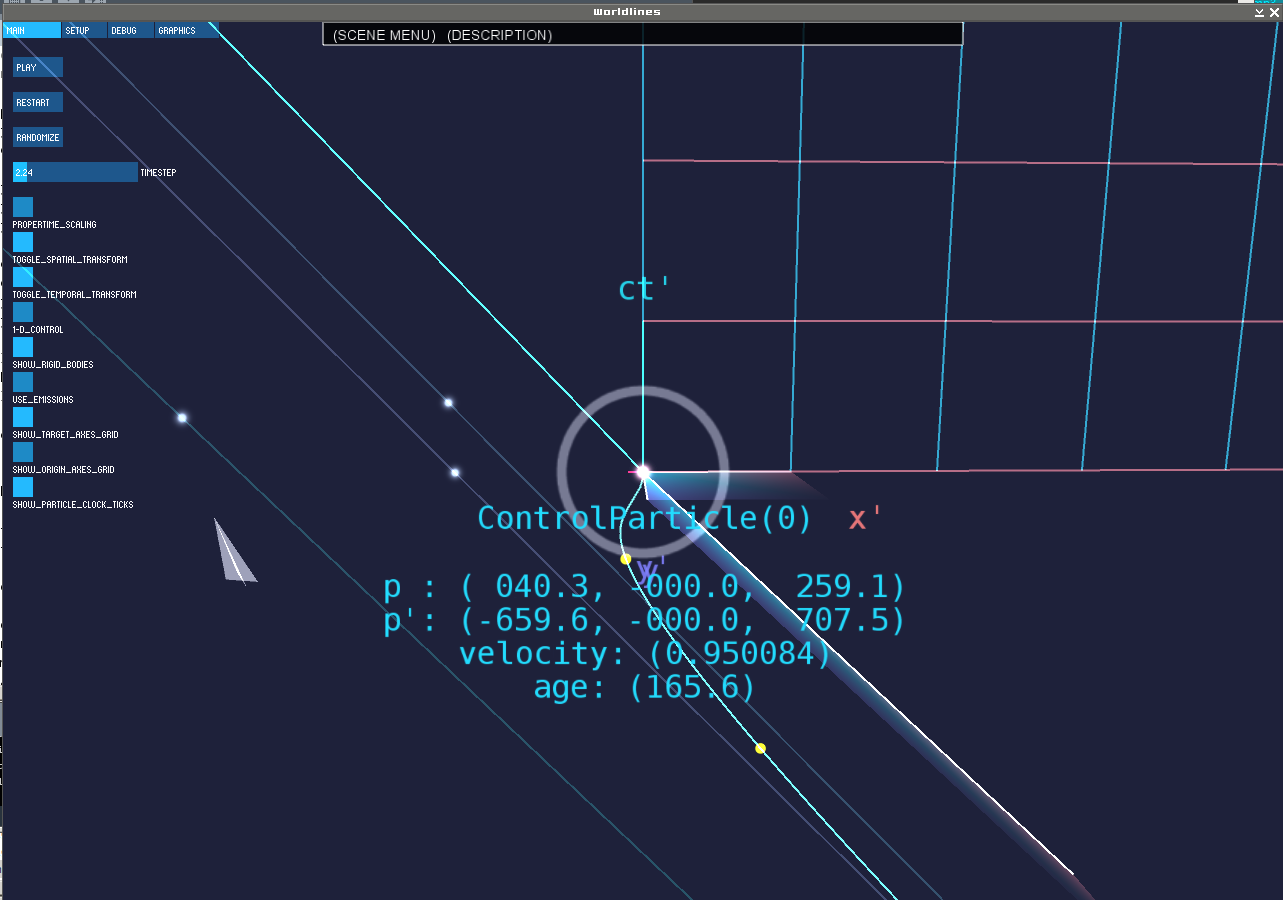 Worldlines
MAIN SETUP DEBUG GRAPHICS
(SCENE MENU) (DESCRIPTION)
PLAY
RESTART
RANDOMIZE
2.24 TIMESTEP
PROPERTIME_SCALING
TOGGLE_SPATIAL_TRANSFORM
TOGGLE_TEMPORAL_TRANSFORM
1-D_CONTROL
SHOW_RIGID_BODIES
USE_EMISSIONS
SHOW_TARGET_AXES_GRID
SHOW_ORIGIN_AXES_GRID
SHOW_PARTICLE_CLOCK_TICKS
ct'
ControlParticle(0) x'
y'
p : ( 040.3, -000.0, 259.1)
p': (-659.6, -000.0, 707.5)
velocity: (0.950084)
age: (165.6)